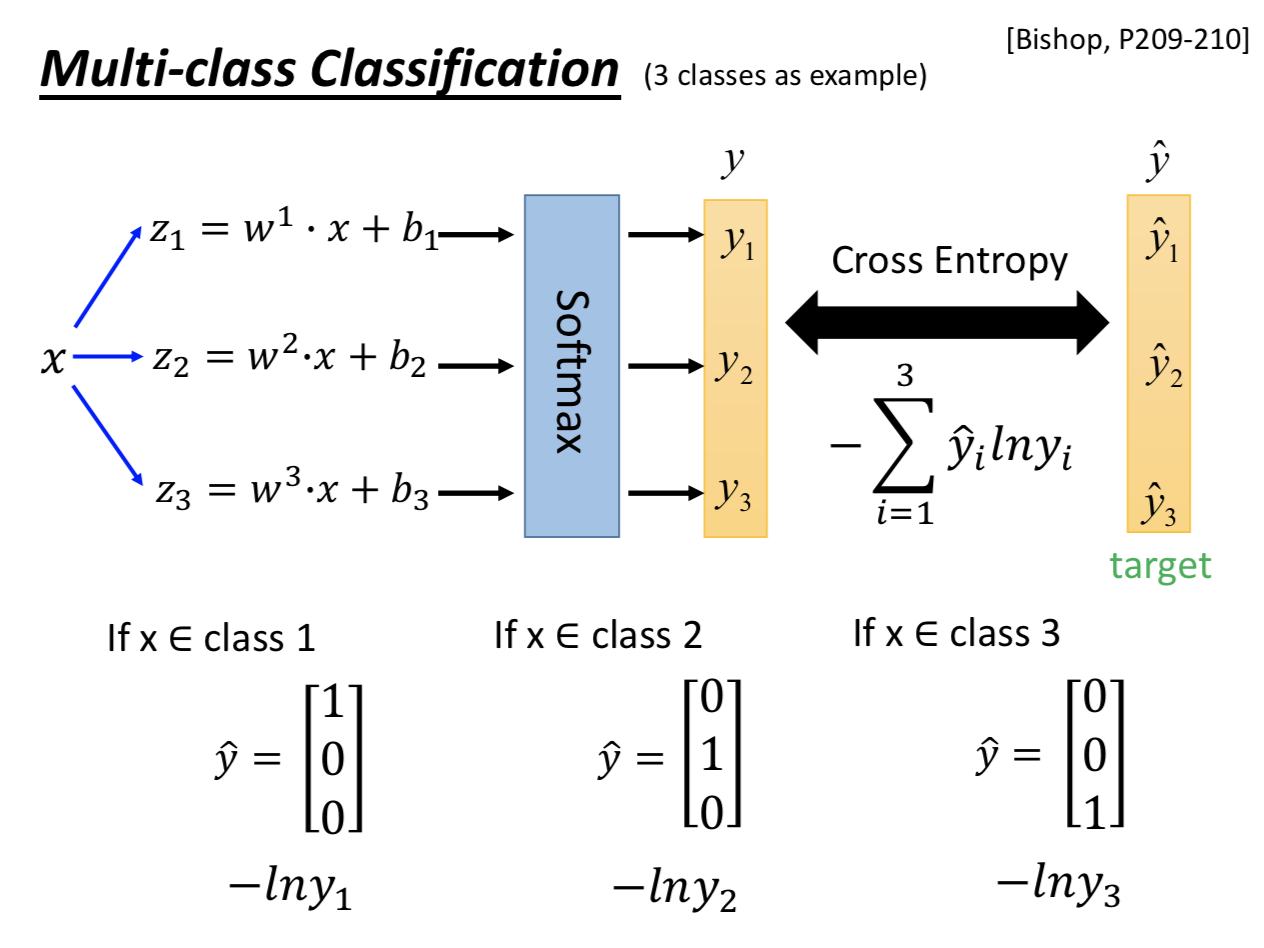 [Bishop, P209-210]
Multi-class Classification (3 classes as example)
y
ŷ
x
z₁ = w¹ · x + b₁
z₂ = w²·x + b₂
z₃ = w³·x + b₃
Softmax
y₁
y₂
y₃
Cross Entropy
3
− ∑ ŷᵢlnyᵢ
i=1
ŷ₁
ŷ₂
ŷ₃
target
If x ∈ class 1
If x ∈ class 2
If x ∈ class 3
ŷ = [1 0 0]
ŷ = [0 1 0]
ŷ = [0 0 1]
−lny₁
−lny₂
−lny₃